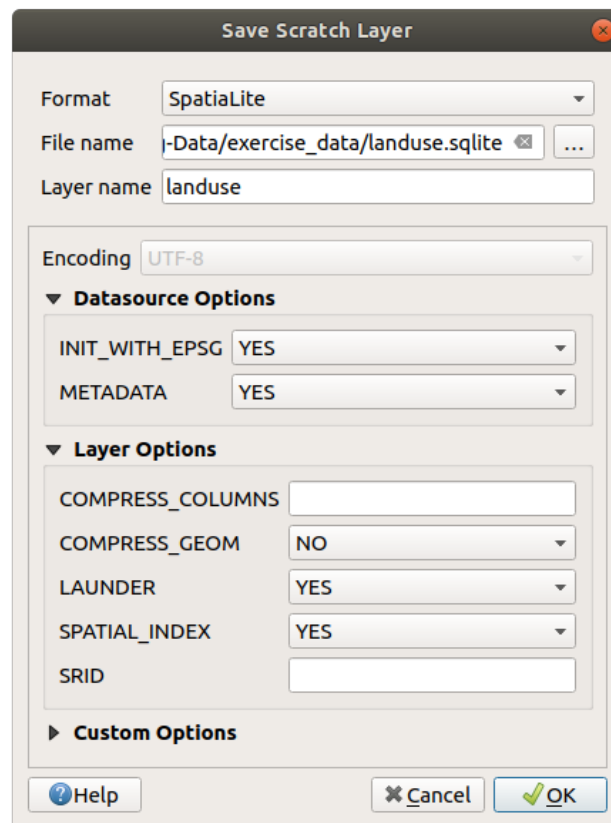 Save Scratch Layer
Format SpatiaLite
File name -Data/exercise_data/landuse.sqlite ...
Layer name landuse
Encoding UTF-8
Datasource Options
INIT_WITH_EPSG YES
METADATA YES
Layer Options
COMPRESS_COLUMNS
COMPRESS_GEOM NO
LAUNDER YES
SPATIAL_INDEX YES
SRID
Custom Options
Help Cancel OK